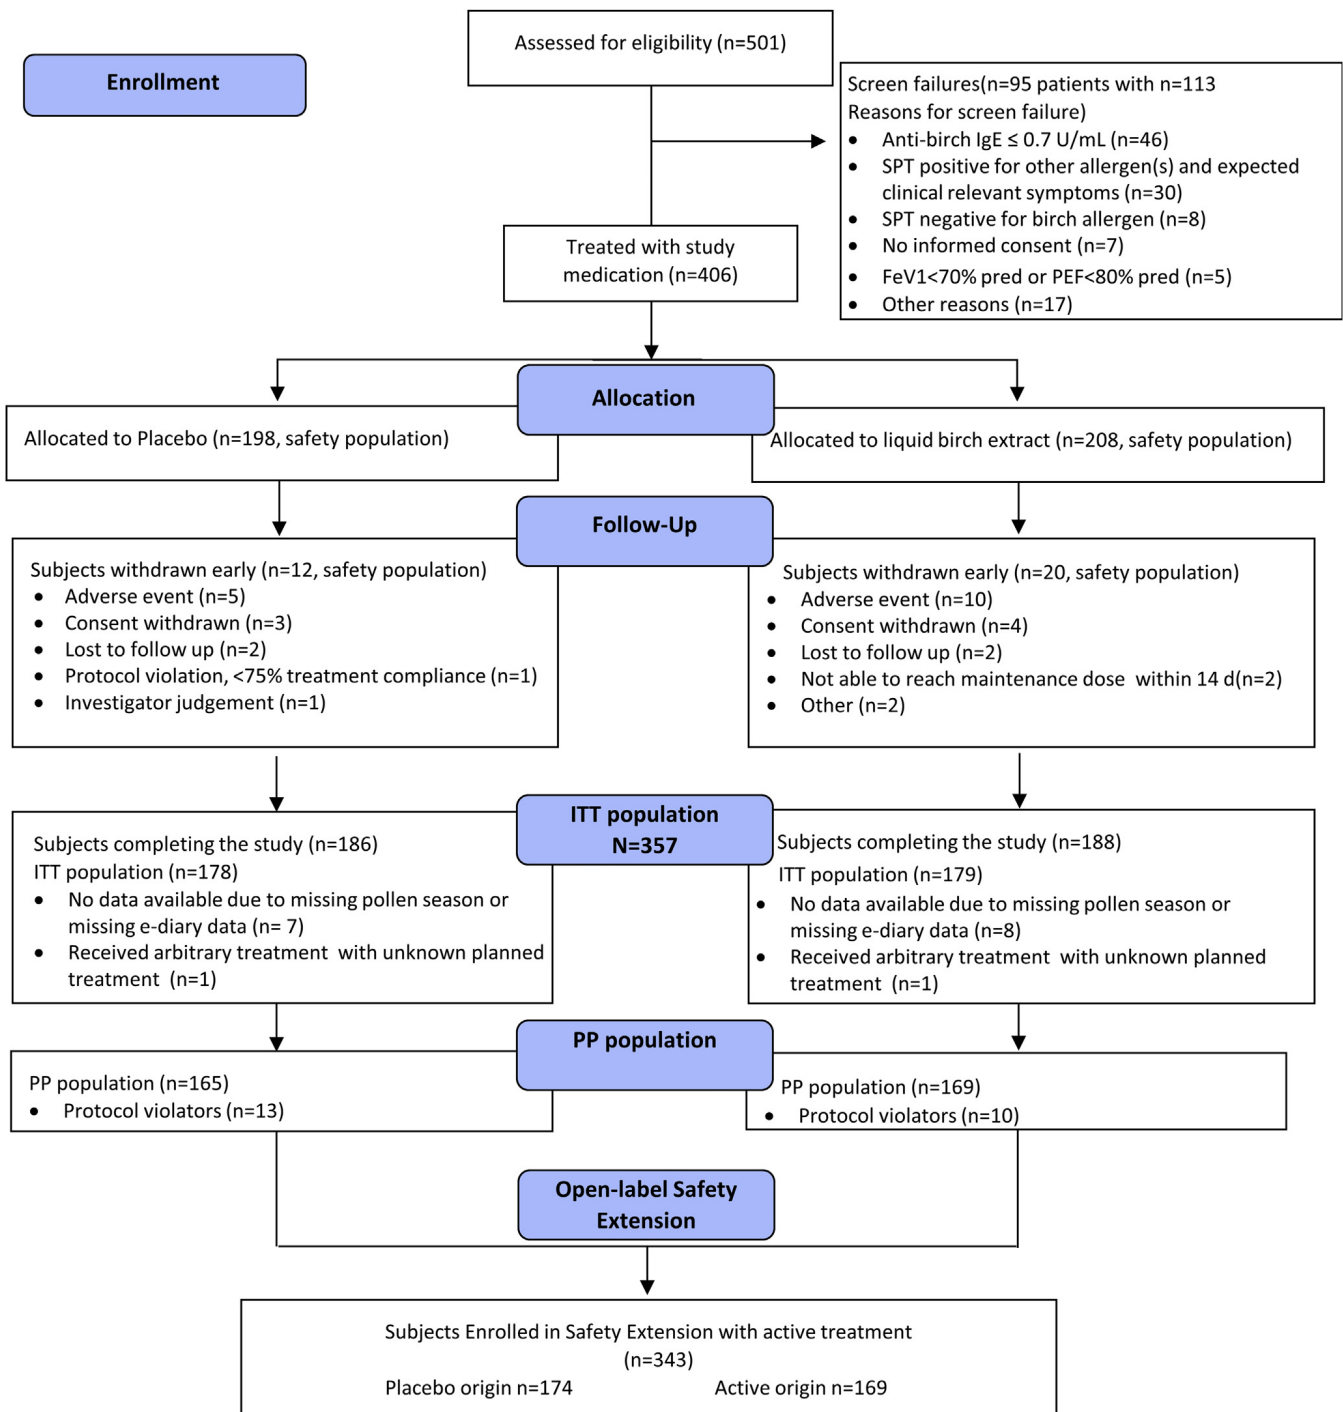 Assessed for eligibility (n=501)
Enrollment
Screen failures(n=95 patients with n=113
Reasons for screen failure)
• Anti-birch IgE ≤ 0.7 U/mL (n=46)
• SPT positive for other allergen(s) and expected
clinical relevant symptoms (n=30)
• SPT negative for birch allergen (n=8)
• No informed consent (n=7)
• FeV1<70% pred or PEF<80% pred (n=5)
• Other reasons (n=17)
Treated with study
medication (n=406)
Allocation
Allocated to Placebo (n=198, safety population)
Allocated to liquid birch extract (n=208, safety population)
Follow-Up
Subjects withdrawn early (n=12, safety population)
• Adverse event (n=5)
• Consent withdrawn (n=3)
• Lost to follow up (n=2)
• Protocol violation, <75% treatment compliance (n=1)
• Investigator judgement (n=1)
Subjects withdrawn early (n=20, safety population)
• Adverse event (n=10)
• Consent withdrawn (n=4)
• Lost to follow up (n=2)
• Not able to reach maintenance dose within 14 d(n=2)
• Other (n=2)
ITT population
N=357
Subjects completing the study (n=186)
ITT population (n=178)
• No data available due to missing pollen season or
missing e-diary data (n= 7)
• Received arbitrary treatment with unknown planned
treatment (n=1)
Subjects completing the study (n=188)
ITT population (n=179)
• No data available due to missing pollen season or
missing e-diary data (n=8)
• Received arbitrary treatment with unknown planned
treatment (n=1)
PP population
PP population (n=165)
• Protocol violators (n=13)
PP population (n=169)
• Protocol violators (n=10)
Open-label Safety
Extension
Subjects Enrolled in Safety Extension with active treatment
(n=343)
Placebo origin n=174 Active origin n=169